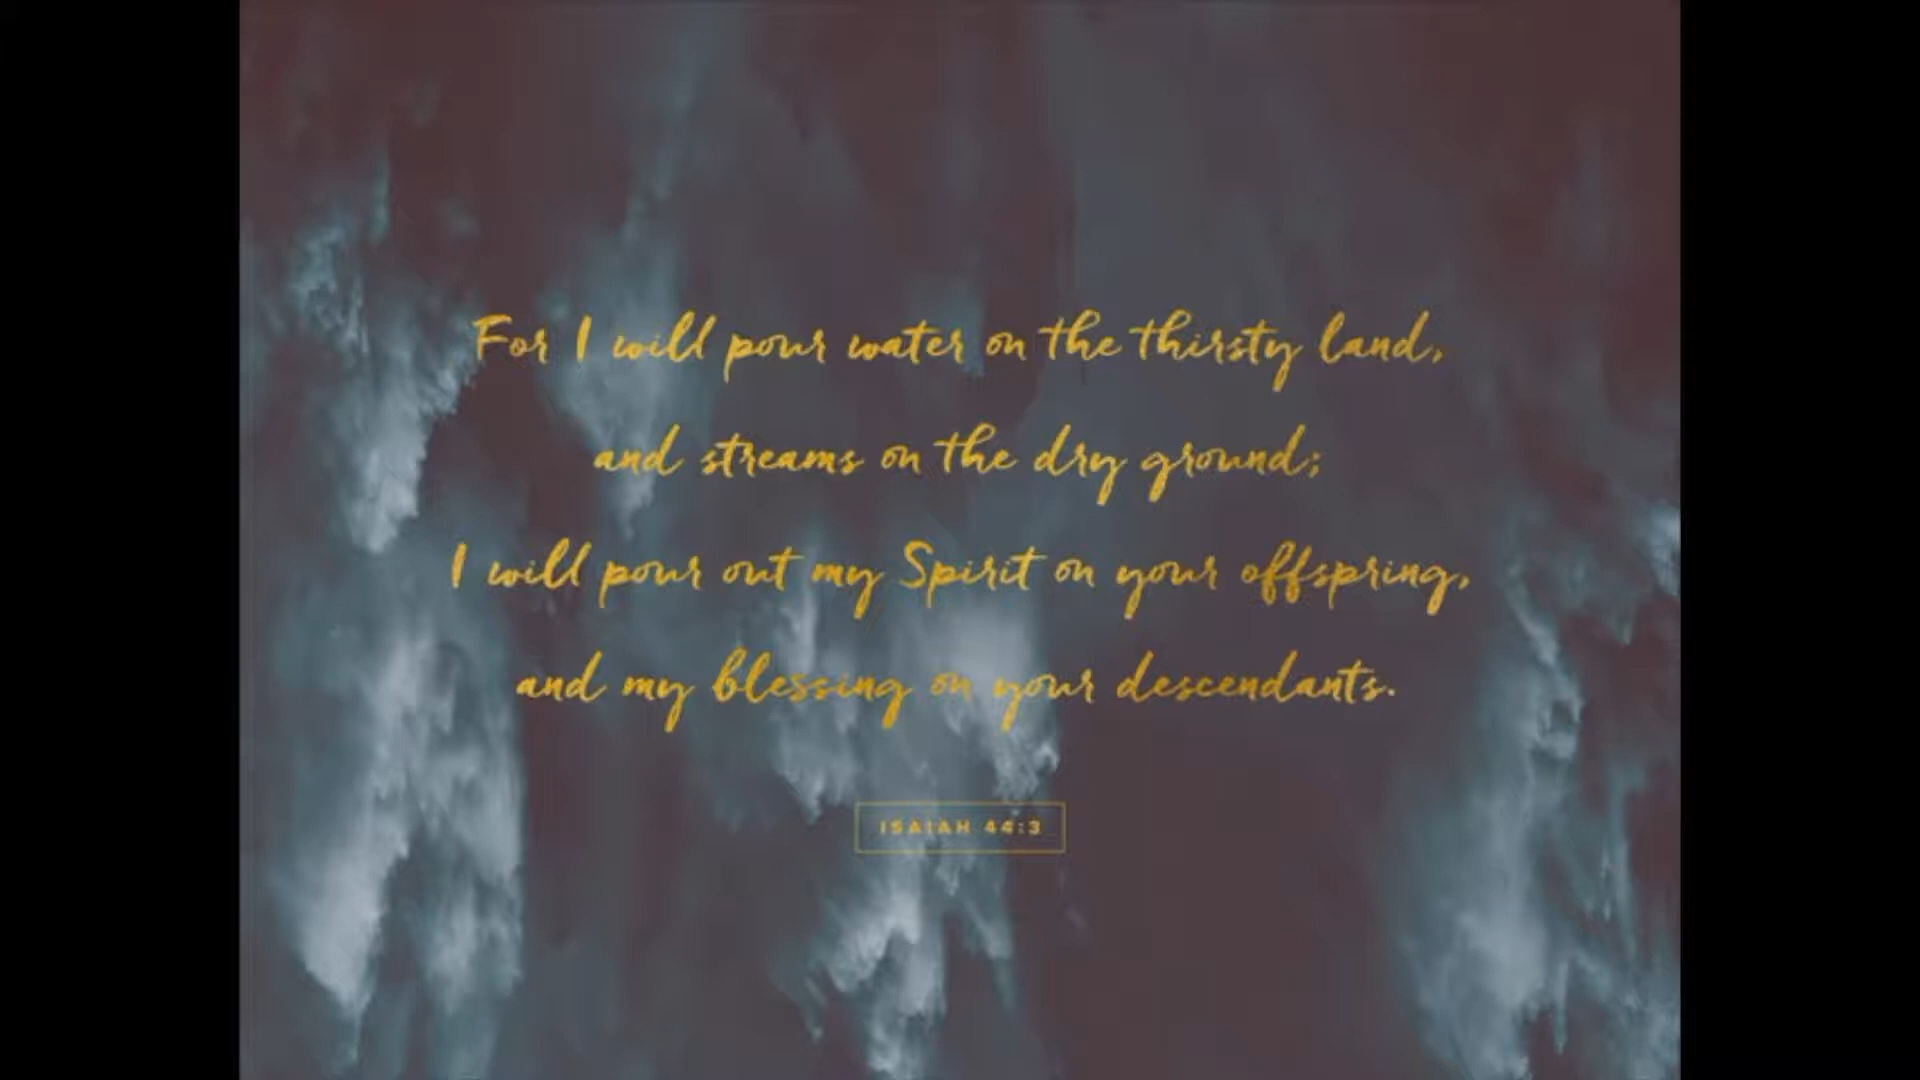 For I will pour water on the thirsty land,
and streams on the dry ground;
I will pour out my Spirit on your offspring,
and my blessing on your descendants.
ISAIAH 44:3